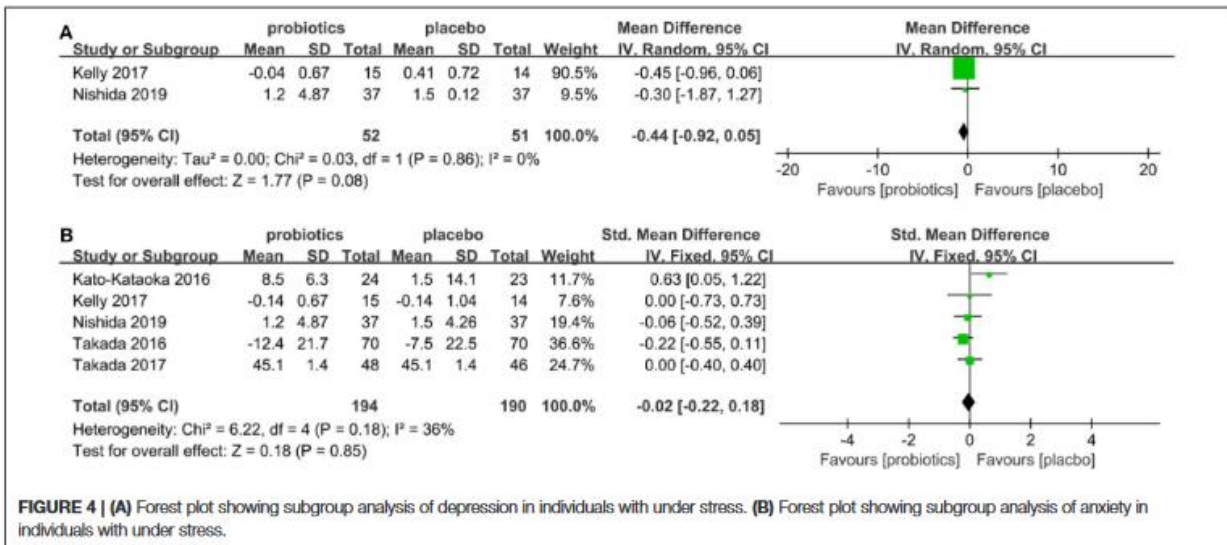 A
probiotics placebo Mean Difference Mean Difference
Study or Subgroup Mean SD Total Mean SD Total Weight IV, Random, 95% CI IV, Random, 95% CI
Kelly 2017 -0.04 0.67 15 0.41 0.72 14 90.5% -0.45 [-0.96, 0.06]
Nishida 2019 1.2 4.87 37 1.5 0.12 37 9.5% -0.30 [-1.87, 1.27]
Total (95% CI) 52 51 100.0% -0.44 [-0.92, 0.05]
Heterogeneity: Tau² = 0.00; Chi² = 0.03, df = 1 (P = 0.86); I² = 0%
Test for overall effect: Z = 1.77 (P = 0.08)
-20 -10 0 10 20
Favours [probiotics] Favours [placebo]
B
probiotics placebo Std. Mean Difference Std. Mean Difference
Study or Subgroup Mean SD Total Mean SD Total Weight IV, Fixed, 95% CI IV, Fixed, 95% CI
Kato-Kataoka 2016 8.5 6.3 24 1.5 14.1 23 11.7% 0.63 [0.05, 1.22]
Kelly 2017 -0.14 0.67 15 -0.14 1.04 14 7.6% 0.00 [-0.73, 0.73]
Nishida 2019 1.2 4.87 37 1.5 4.26 37 19.4% -0.06 [-0.52, 0.39]
Takada 2016 -12.4 21.7 70 -7.5 22.5 70 36.6% -0.22 [-0.55, 0.11]
Takada 2017 45.1 1.4 48 45.1 1.4 46 24.7% 0.00 [-0.40, 0.40]
Total (95% CI) 194 190 100.0% -0.02 [-0.22, 0.18]
Heterogeneity: Chi² = 6.22, df = 4 (P = 0.18); I² = 36%
Test for overall effect: Z = 0.18 (P = 0.85)
-4 -2 0 2 4
Favours [probiotics] Favours [placbo]
FIGURE 4 | (A) Forest plot showing subgroup analysis of depression in individuals with under stress. (B) Forest plot showing subgroup analysis of anxiety in
individuals with under stress.